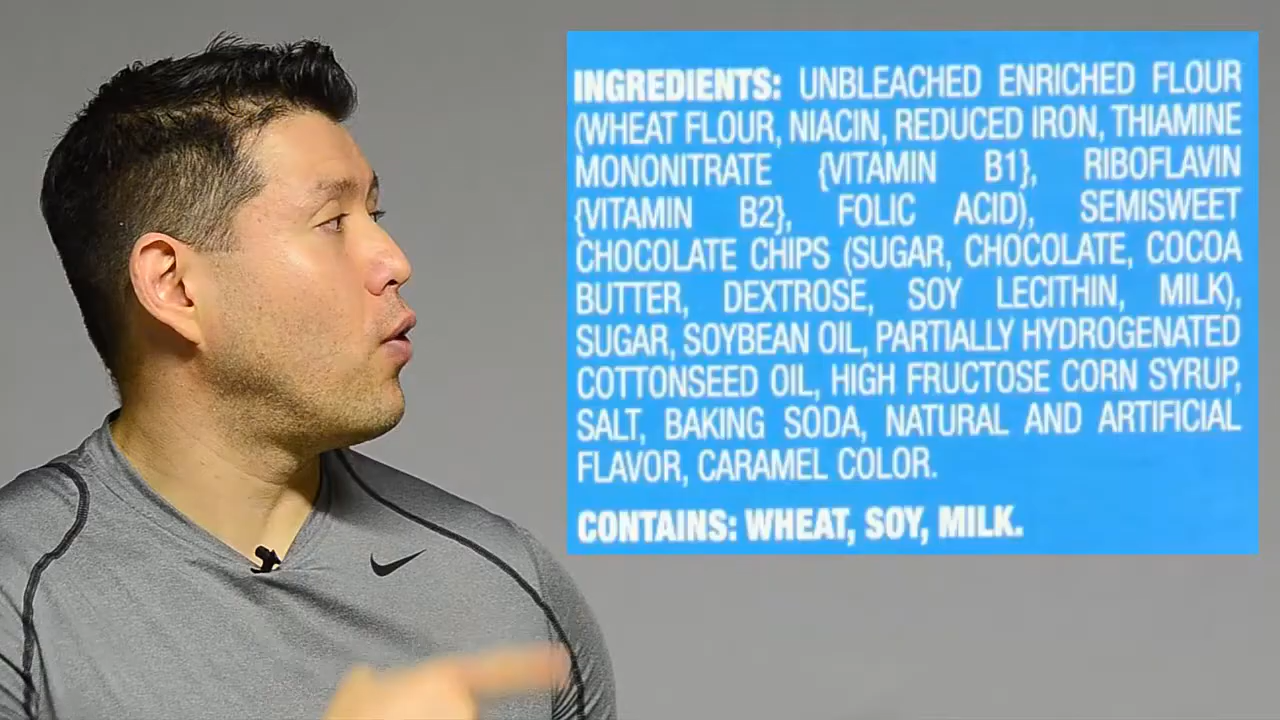 INGREDIENTS: UNBLEACHED ENRICHED FLOUR
(WHEAT FLOUR, NIACIN, REDUCED IRON, THIAMINE
MONONITRATE {VITAMIN B1}, RIBOFLAVIN
{VITAMIN B2}, FOLIC ACID), SEMISWEET
CHOCOLATE CHIPS (SUGAR, CHOCOLATE, COCOA
BUTTER, DEXTROSE, SOY LECITHIN, MILK),
SUGAR, SOYBEAN OIL, PARTIALLY HYDROGENATED
COTTONSEED OIL, HIGH FRUCTOSE CORN SYRUP,
SALT, BAKING SODA, NATURAL AND ARTIFICIAL
FLAVOR, CARAMEL COLOR.
CONTAINS: WHEAT, SOY, MILK.